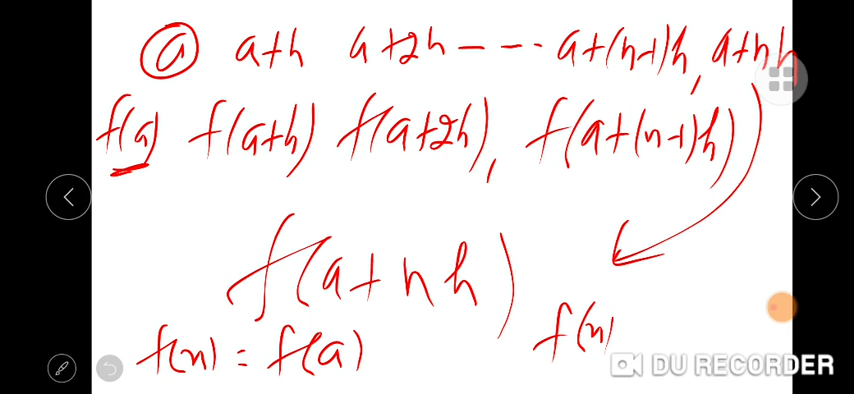 a a+h a+2h - - - - a+(n-1)h, a+nh
f(a) f(a+h) f(a+2h), f(a+(n-1)h)
f(a+nh)
f(n) = f(a) f(n)
DU RECORDER